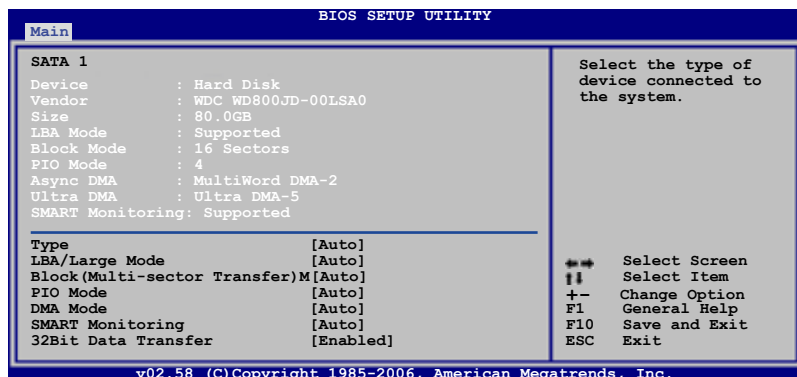 BIOS SETUP UTILITY
Main
SATA 1
Device : Hard Disk
Vendor : WDC WD800JD-00LSA0
Size : 80.0GB
LBA Mode : Supported
Block Mode : 16 Sectors
PIO Mode : 4
Async DMA : MultiWord DMA-2
Ultra DMA : Ultra DMA-5
SMART Monitoring: Supported
Type [Auto]
LBA/Large Mode [Auto]
Block(Multi-sector Transfer)M[Auto]
PIO Mode [Auto]
DMA Mode [Auto]
SMART Monitoring [Auto]
32Bit Data Transfer [Enabled]
Select the type of
device connected to
the system.
←→ Select Screen
↑↓ Select Item
+- Change Option
F1 General Help
F10 Save and Exit
ESC Exit
v02.58 (C)Copyright 1985-2006, American Megatrends, Inc.